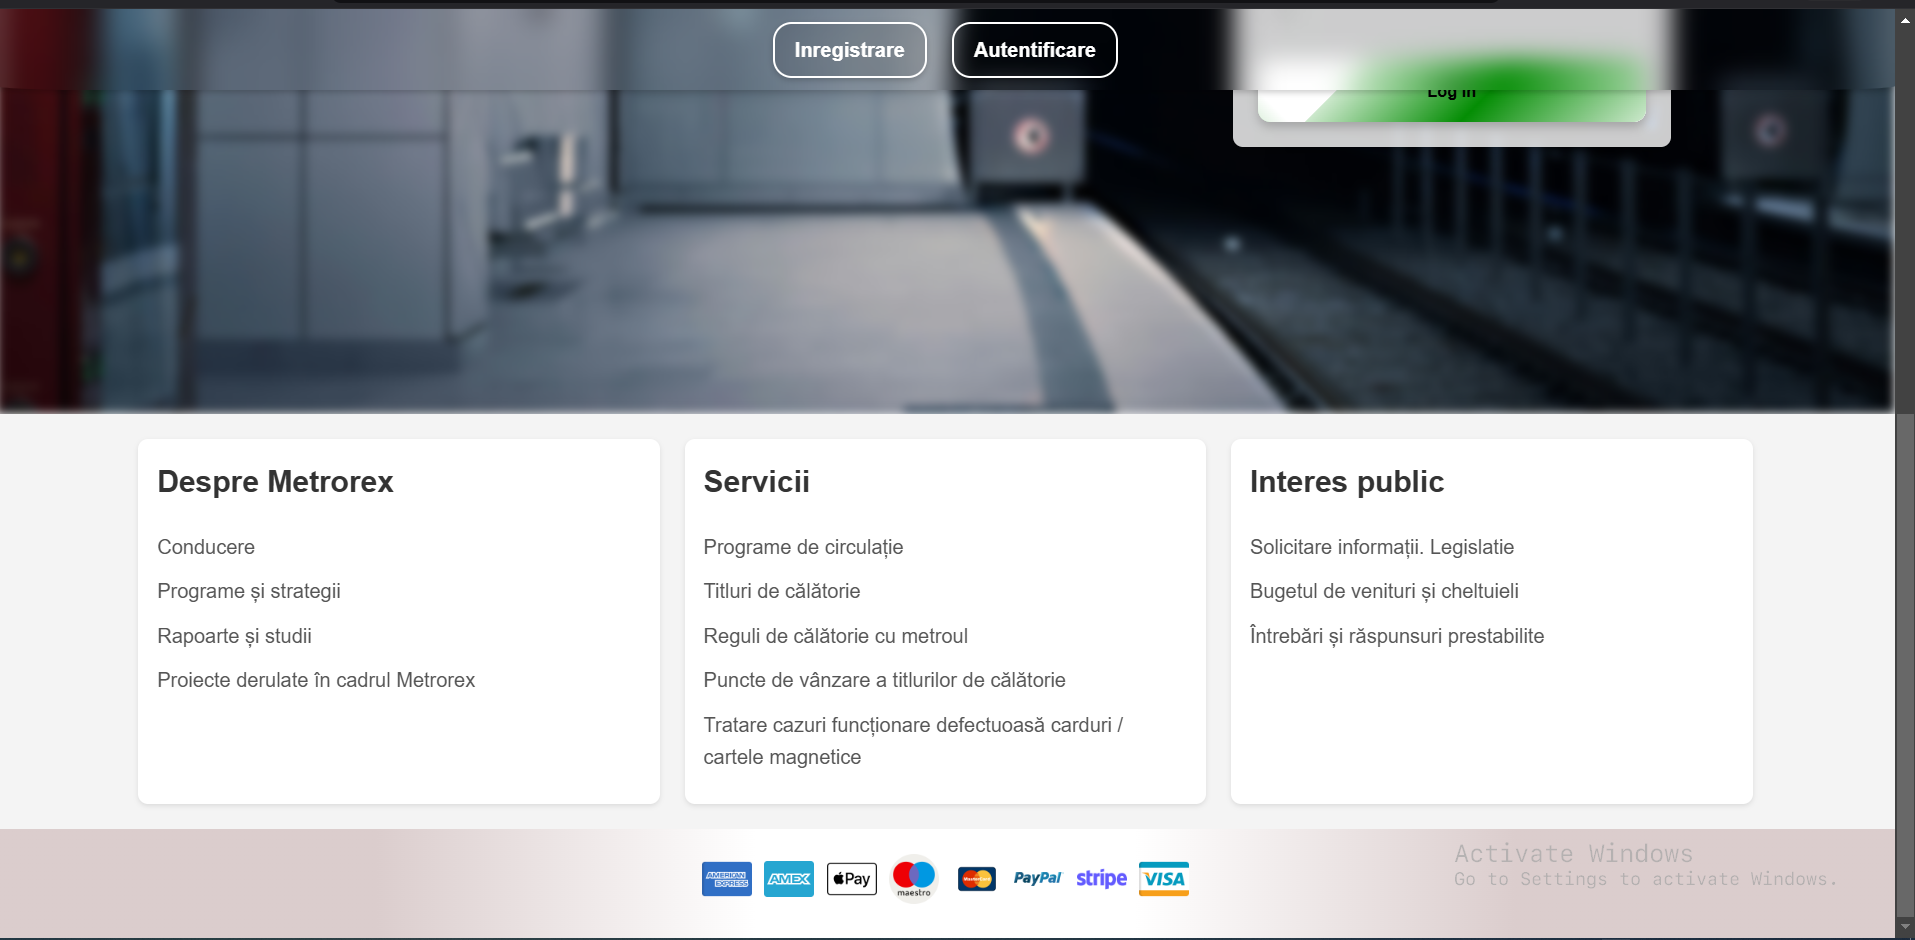 Inregistrare
Autentificare
Log in
Despre Metrorex
Conducere
Programe și strategii
Rapoarte și studii
Proiecte derulate în cadrul Metrorex
Servicii
Programe de circulație
Titluri de călătorie
Reguli de călătorie cu metroul
Puncte de vânzare a titlurilor de călătorie
Tratare cazuri funcționare defectuoasă carduri /
cartele magnetice
Interes public
Solicitare informații. Legislatie
Bugetul de venituri și cheltuieli
Întrebări și răspunsuri prestabilite
AMERICAN
EXPRESS
AMEX
Pay
maestro
MasterCard
PayPal
stripe
VISA
Activate Windows
Go to Settings to activate Windows.